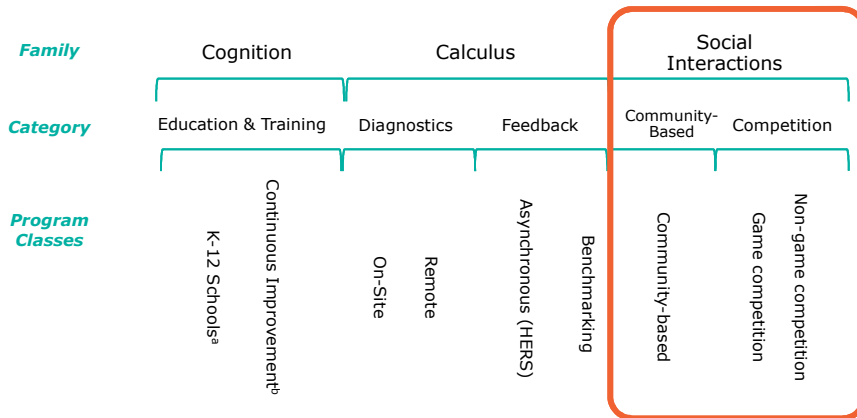 Family
Cognition
Calculus
Social
Interactions
Category
Education & Training
Diagnostics
Feedback
Community-
Based
Competition
Program
Classes
K-12 Schoolsᵃ
Continuous Improvementᵇ
On-Site
Remote
Asynchronous (HERS)
Benchmarking
Community-based
Game competition
Non-game competition